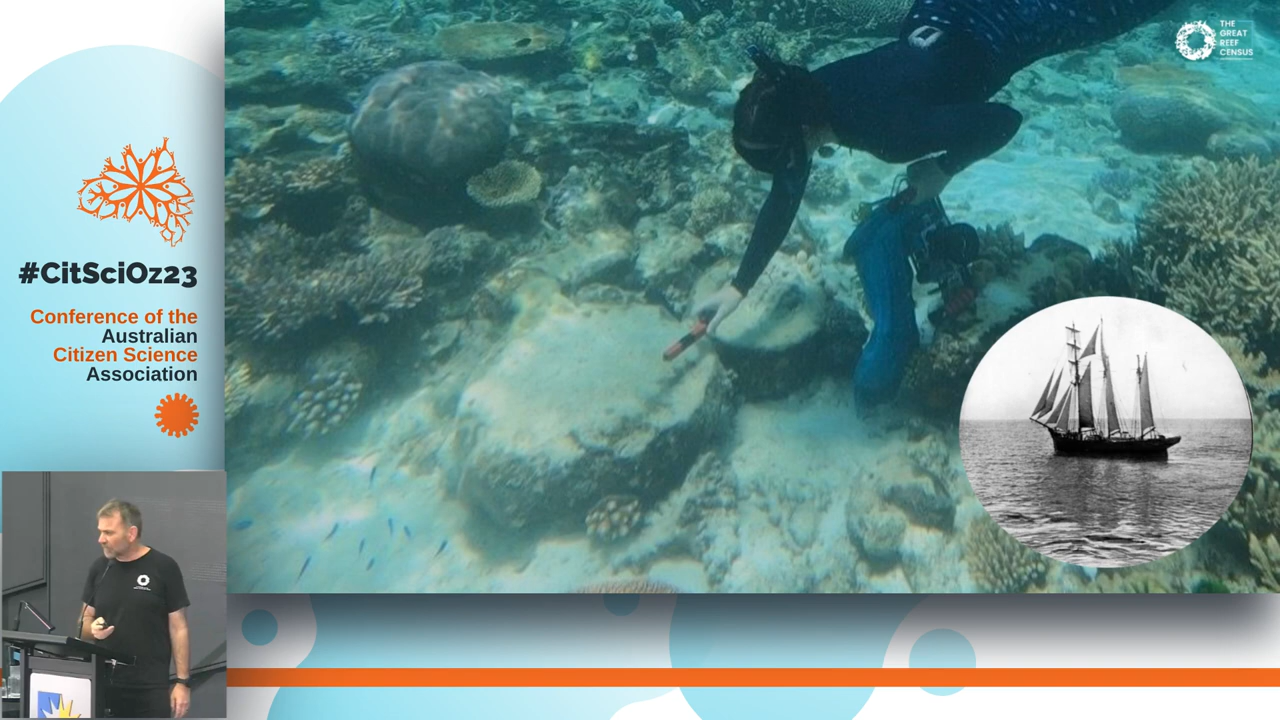 #CitSciOz23
Conference of the
Australian
Citizen Science
Association
THE
GREAT
REEF
CENSUS